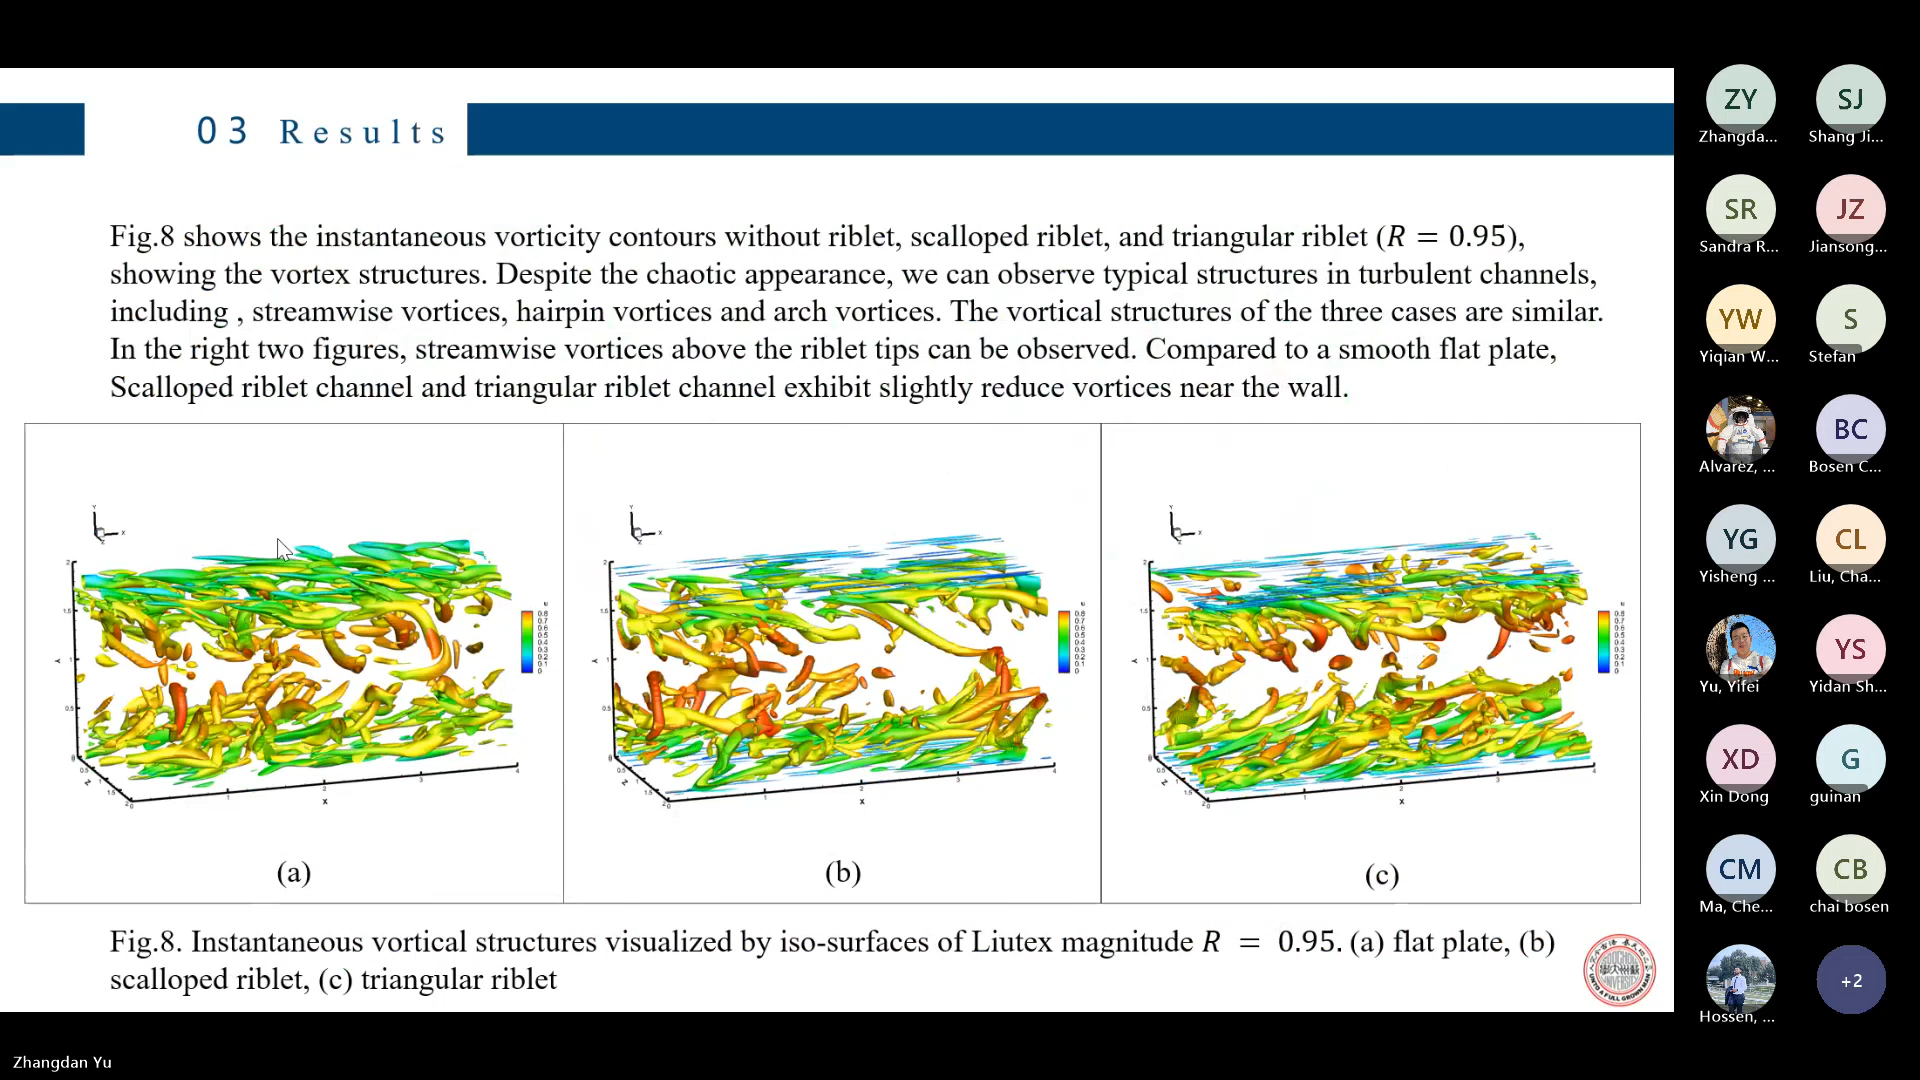 03 Results
Fig.8 shows the instantaneous vorticity contours without riblet, scalloped riblet, and triangular riblet (R = 0.95),
showing the vortex structures. Despite the chaotic appearance, we can observe typical structures in turbulent channels,
including , streamwise vortices, hairpin vortices and arch vortices. The vortical structures of the three cases are similar.
In the right two figures, streamwise vortices above the riblet tips can be observed. Compared to a smooth flat plate,
Scalloped riblet channel and triangular riblet channel exhibit slightly reduce vortices near the wall.
(a)
(b)
(c)
Fig.8. Instantaneous vortical structures visualized by iso-surfaces of Liutex magnitude R = 0.95. (a) flat plate, (b)
scalloped riblet, (c) triangular riblet
ZY
Zhangda...
SJ
Shang Ji...
SR
Sandra R...
JZ
Jiansong...
YW
Yiqian W...
S
Stefan
Alvarez, ...
BC
Bosen C...
YG
Yisheng ...
CL
Liu, Cha...
Yu, Yifei
YS
Yidan Sh...
XD
Xin Dong
G
guinan
CM
Ma, Che...
CB
chai bosen
Hossen, ...
+2
Zhangdan Yu